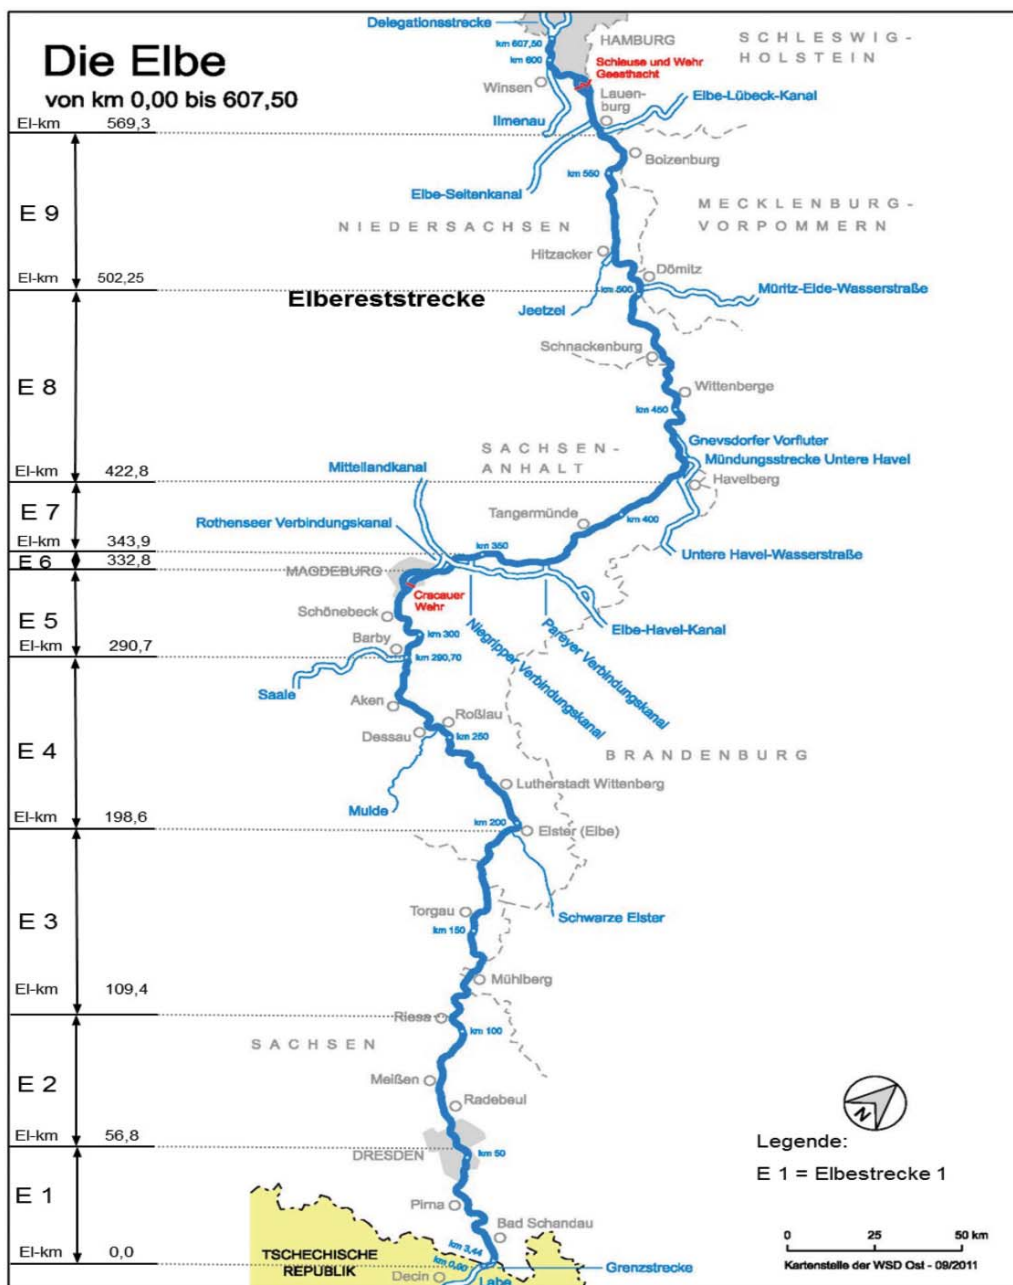 Die Elbe
von km 0,00 bis 607,50
Delegationsstrecke
km 607,50
km 600
HAMBURG
SCHLESWIG-
HOLSTEIN
Schleuse und Wehr
Geesthacht
Winsen
Lauen-
burg
Elbe-Lübeck-Kanal
Ilmenau
El-km 569,3
Boizenburg
km 550
Elbe-Seitenkanal
E 9
MECKLENBURG-
VORPOMMERN
NIEDERSACHSEN
Hitzacker
Dömitz
El-km 502,25
km 500
Müritz-Elde-Wasserstraße
Elbereststrecke
Jeetzel
Schnackenburg
E 8
Wittenberge
km 450
Gnevsdorfer Vorfluter
SACHSEN-
ANHALT
Mündungsstrecke Untere Havel
Mittellandkanal
El-km 422,8
Havelberg
E 7
Tangermünde
km 400
Rothenseer Verbindungskanal
El-km 343,9
km 350
Untere Havel-Wasserstraße
E 6 332,8
MAGDEBURG
Cracauer
Wehr
Schönebeck
E 5
km 300
Elbe-Havel-Kanal
Niegripper Verbindungskanal
Pareyer Verbindungskanal
Barby
El-km 290,7
km 290,70
Saale
Aken
Roßlau
Dessau
km 250
E 4
BRANDENBURG
Lutherstadt Wittenberg
Mulde
El-km 198,6
km 200
Elster (Elbe)
Torgau
Schwarze Elster
E 3
km 150
Mühlberg
El-km 109,4
Riesa
km 100
SACHSEN
Meißen
E 2
Radebeul
El-km 56,8
DRESDEN
km 50
Legende:
E 1 = Elbestrecke 1
N
E 1
Pirna
Bad Schandau
km 3,44
km 0,00
El-km 0,0
TSCHECHISCHE
REPUBLIK
Grenzstrecke
Decin
Labe
0 25 50 km
Kartenstelle der WSD Ost - 09/2011